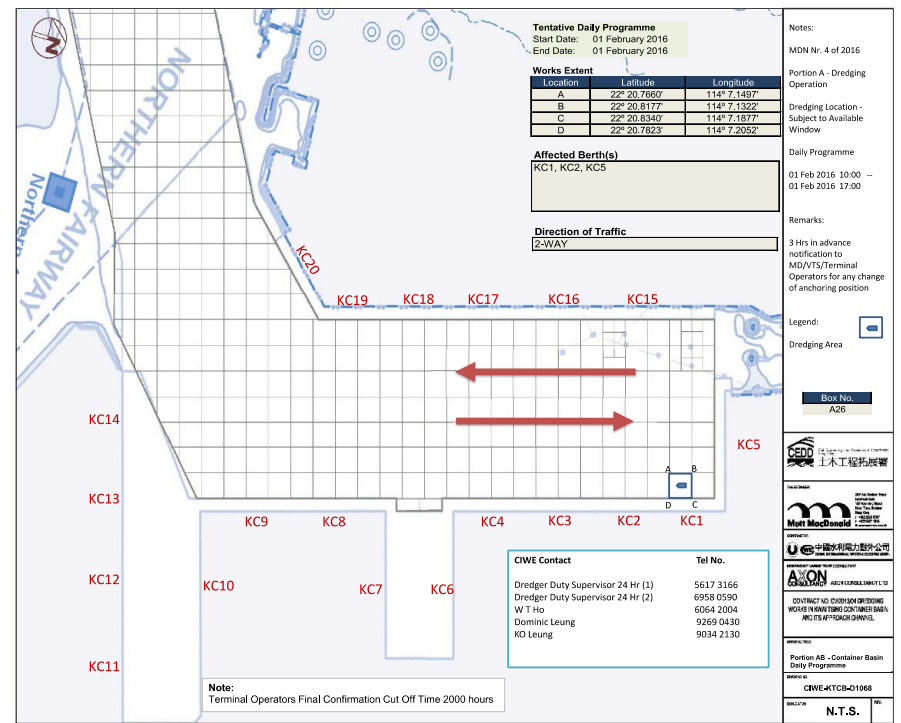 N
Tentative Daily Programme
Start Date: 01 February 2016
End Date: 01 February 2016
Works Extent
Location Latitude Longitude
A 22º 20.7660' 114º 7.1497'
B 22º 20.8177' 114º 7.1322'
C 22º 20.8340' 114º 7.1877'
D 22º 20.7823' 114º 7.2052'
Affected Berth(s)
KC1, KC2, KC5
Direction of Traffic
2-WAY
NORTHERN FAIRWAY
Northern
KC20
KC19 KC18 KC17 KC16 KC15
KC14
KC5
A B
D C
KC13
KC9 KC8 KC4 KC3 KC2 KC1
KC12
KC10 KC7 KC6
KC11
CIWE Contact Tel No.
Dredger Duty Supervisor 24 Hr (1) 5617 3166
Dredger Duty Supervisor 24 Hr (2) 6958 0590
W T Ho 6064 2004
Dominic Leung 9269 0430
KO Leung 9034 2130
Note:
Terminal Operators Final Confirmation Cut Off Time 2000 hours
Notes:
MDN Nr. 4 of 2016
Portion A - Dredging
Operation
Dredging Location -
Subject to Available
Window
Daily Programme
01 Feb 2016 10:00 --
01 Feb 2016 17:00
Remarks:
3 Hrs in advance
notification to
MD/VTS/Terminal
Operators for any change
of anchoring position
Legend:
Dredging Area
Box No.
A26
CEDD
土木工程拓展署
Mott MacDonald
中國水利電力對外公司
AXON
CONSULTANCY
AXON CONSULTANCY LTD
CONTRACT NO. CV/2013/04 DREDGING
WORKS IN KWAI TSING CONTAINER BASIN
AND ITS APPROACH CHANNEL
Portion AB - Container Basin
Daily Programme
CIWE-KTCB-D1068
N.T.S.